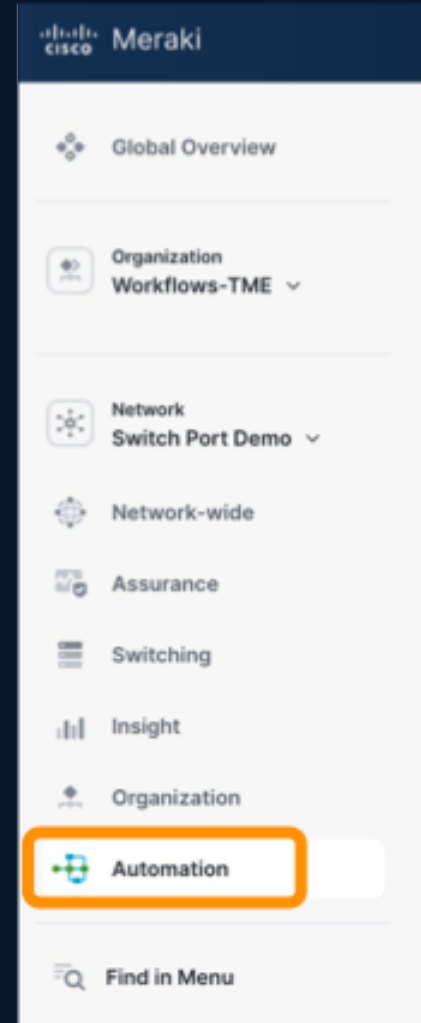 cisco Meraki
Global Overview
Organization
Workflows-TME
Network
Switch Port Demo
Network-wide
Assurance
Switching
Insight
Organization
Automation
Find in Menu